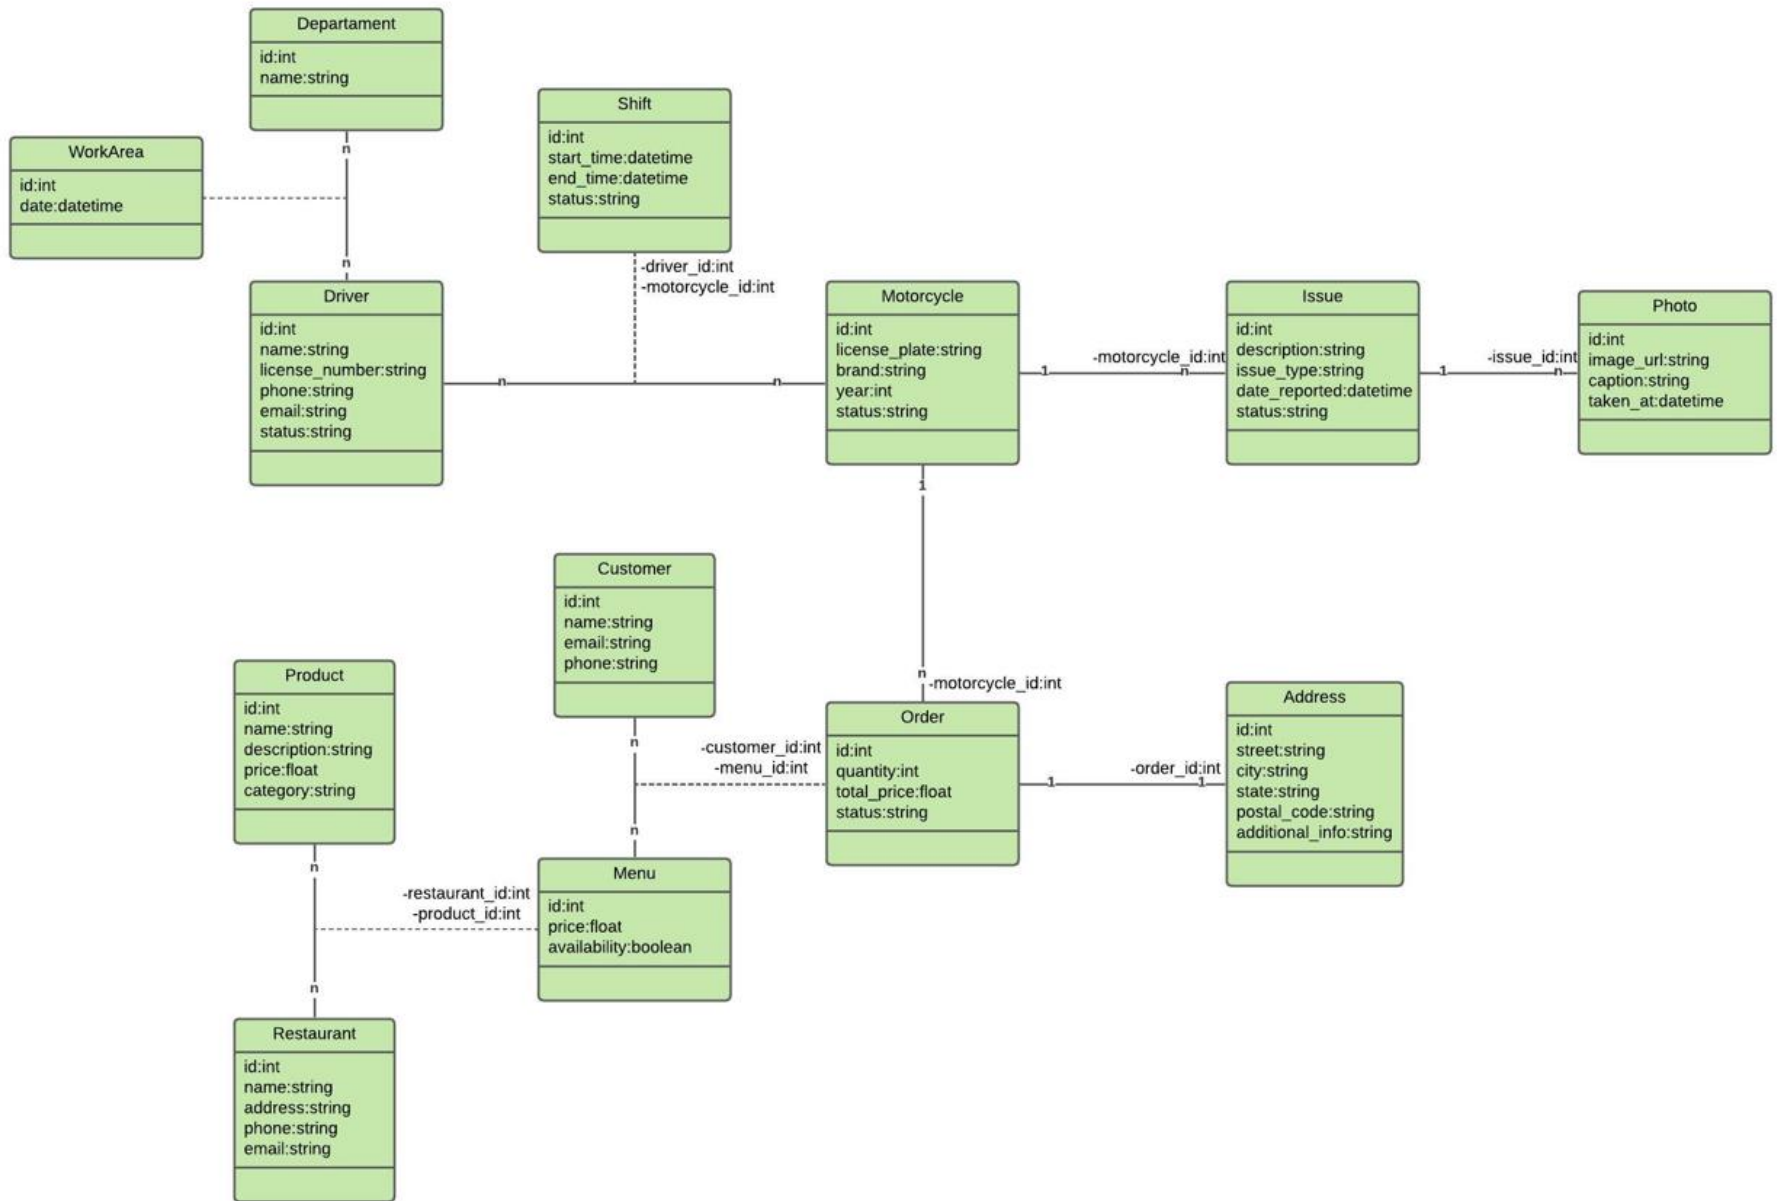 Departament
id:int
name:string
WorkArea
id:int
date:datetime
n
n
Shift
id:int
start_time:datetime
end_time:datetime
status:string
-driver_id:int
-motorcycle_id:int
Driver
id:int
name:string
license_number:string
phone:string
email:string
status:string
n
n
Motorcycle
id:int
license_plate:string
brand:string
year:int
status:string
1
-motorcycle_id:int
n
Issue
id:int
description:string
issue_type:string
date_reported:datetime
status:string
1
-issue_id:int
n
Photo
id:int
image_url:string
caption:string
taken_at:datetime
1
n
-motorcycle_id:int
Customer
id:int
name:string
email:string
phone:string
n
n
-customer_id:int
-menu_id:int
Order
id:int
quantity:int
total_price:float
status:string
1
-order_id:int
1
Address
id:int
street:string
city:string
state:string
postal_code:string
additional_info:string
Product
id:int
name:string
description:string
price:float
category:string
n
n
-restaurant_id:int
-product_id:int
Menu
id:int
price:float
availability:boolean
Restaurant
id:int
name:string
address:string
phone:string
email:string